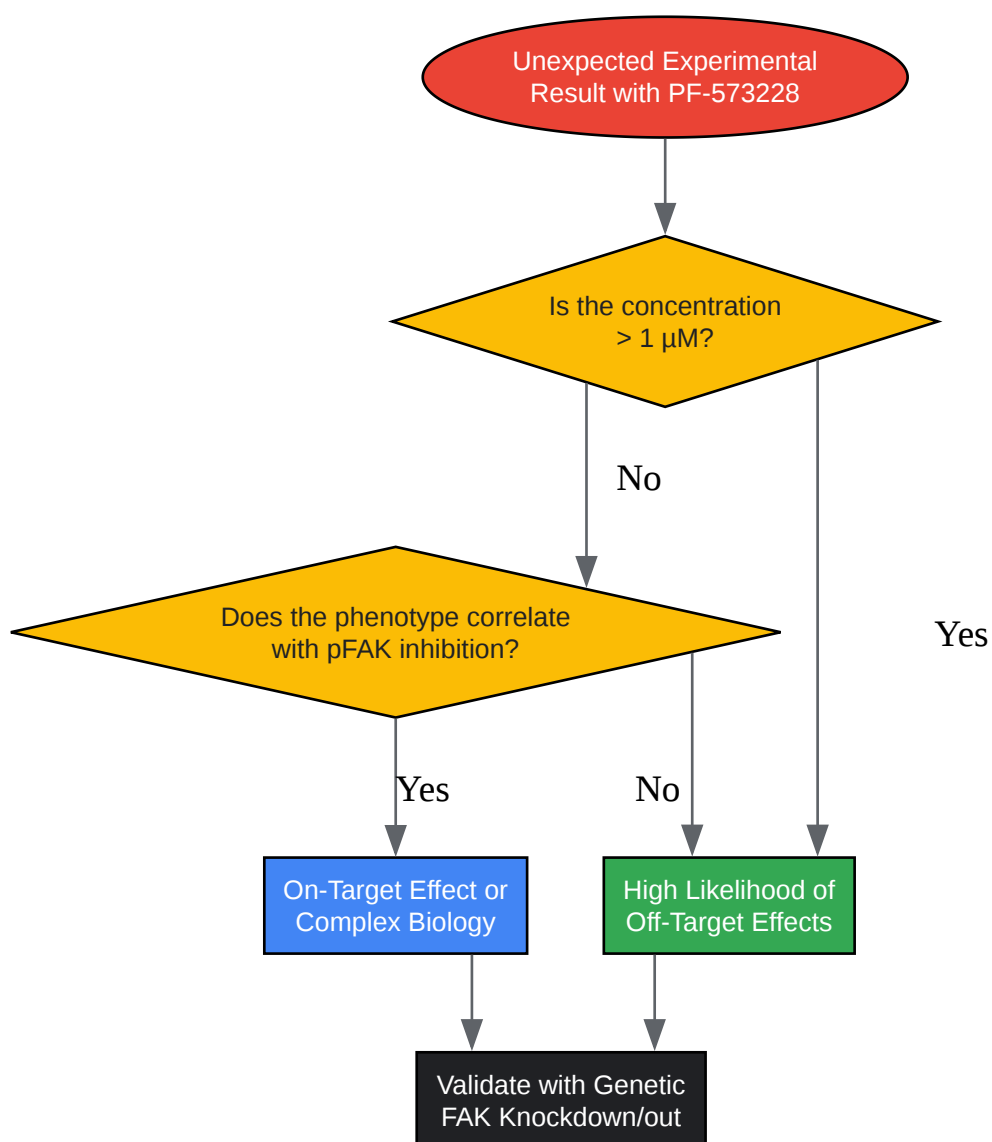 Unexpected Experimental
Result with PF-573228
Is the concentration
> 1 µM?
No
Does the phenotype correlate
with pFAK inhibition?
Yes
Yes
No
On-Target Effect or
Complex Biology
High Likelihood of
Off-Target Effects
Validate with Genetic
FAK Knockdown/out